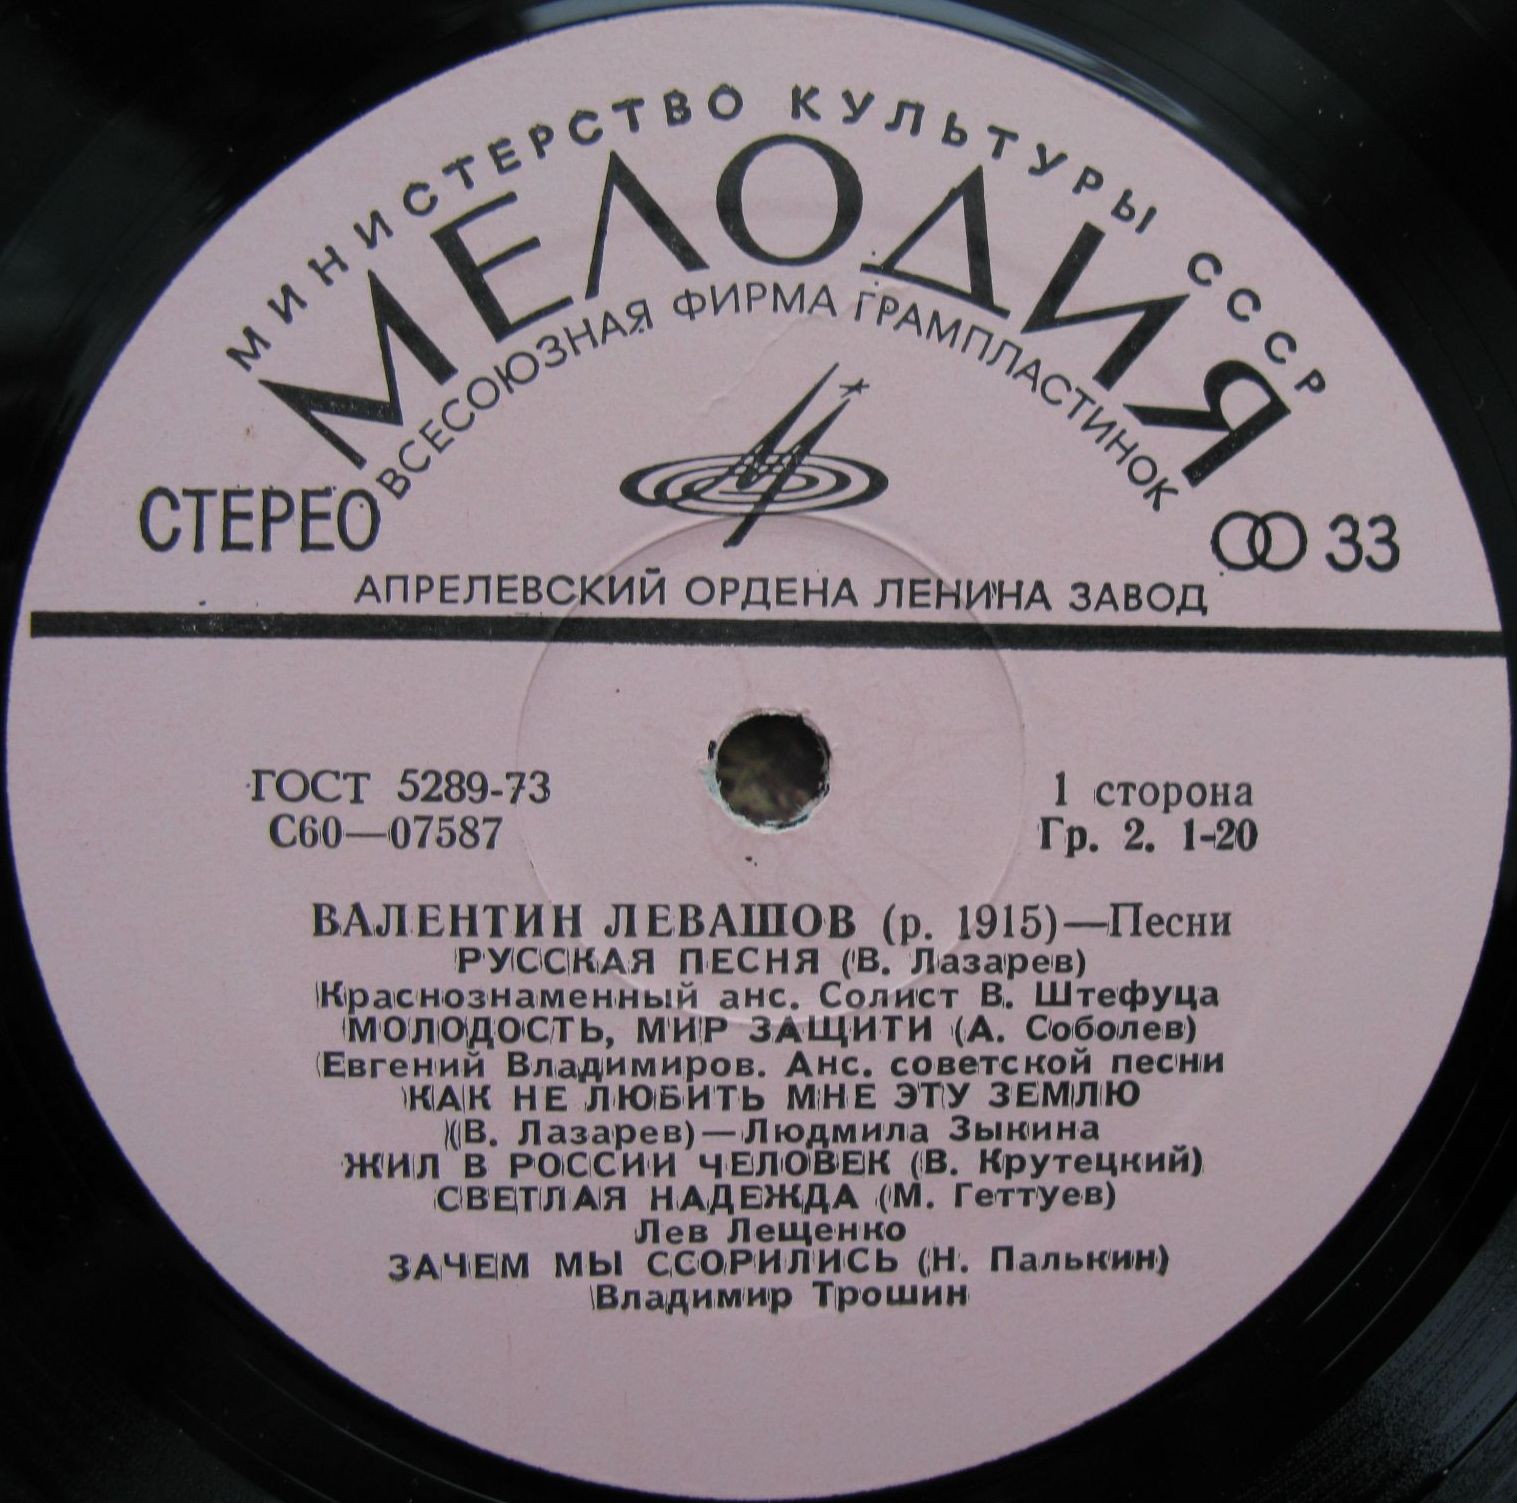 МИНИСТЕРСТВО КУЛЬТУРЫ СССР
МЕЛОДИЯ
ВСЕСОЮЗНАЯ ФИРМА ГРАМПЛАСТИНОК
СТЕРЕО
33
АПРЕЛЕВСКИЙ ОРДЕНА ЛЕНИНА ЗАВОД
ГОСТ 5289-73
1 сторона
С60—07587
Гр. 2. 1-20
ВАЛЕНТИН ЛЕВАШОВ (р. 1915)—Песни
РУССКАЯ ПЕСНЯ (В. Лазарев)
Краснознаменный анс. Солист В. Штефуца
МОЛОДОСТЬ, МИР ЗАЩИТИ (А. Соболев)
Евгений Владимиров. Анс. советской песни
КАК НЕ ЛЮБИТЬ МНЕ ЭТУ ЗЕМЛЮ
(В. Лазарев)—Людмила Зыкина
ЖИЛ В РОССИИ ЧЕЛОВЕК (В. Крутецкий)
СВЕТЛАЯ НАДЕЖДА (М. Геттуев)
Лев Лещенко
ЗАЧЕМ МЫ ССОРИЛИСЬ (Н. Палькин)
Владимир Трошин